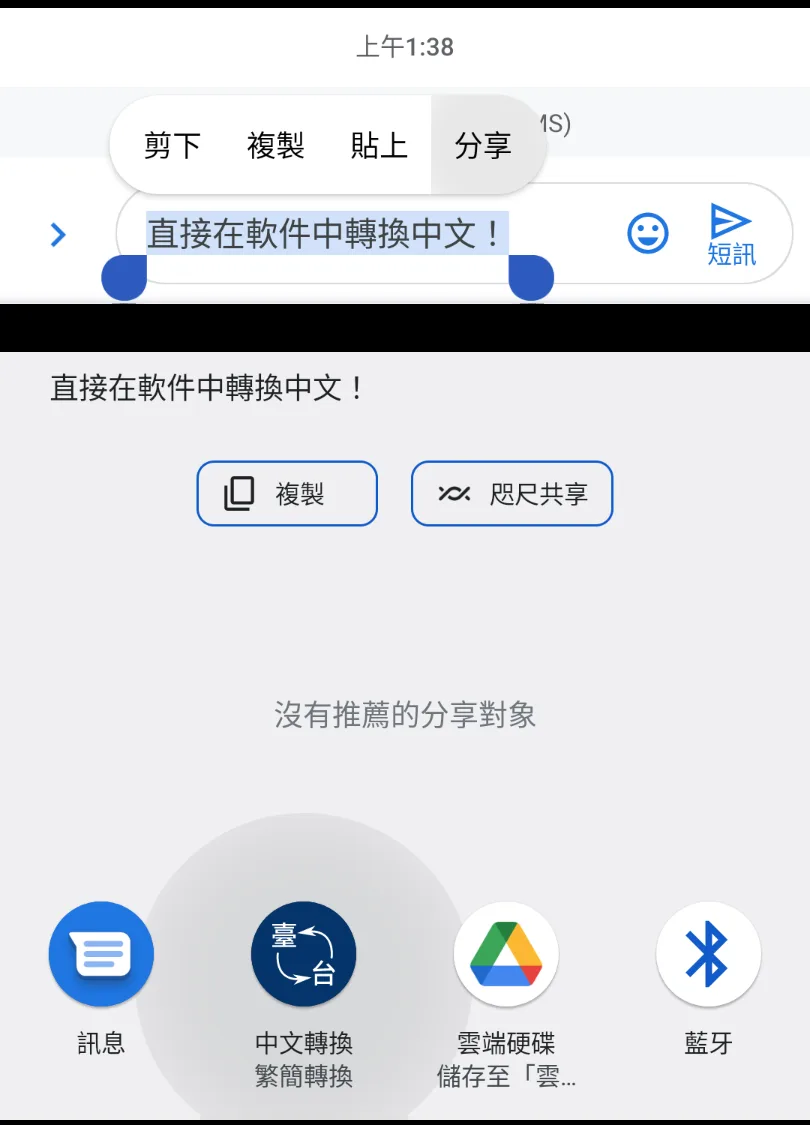 上午1:38
MS)
剪下 複製 貼上 分享
直接在軟件中轉換中文！
短訊
直接在軟件中轉換中文！
複製 咫尺共享
沒有推薦的分享對象
臺
台
訊息 中文轉換 雲端硬碟 藍牙
繁簡轉換 儲存至「雲...